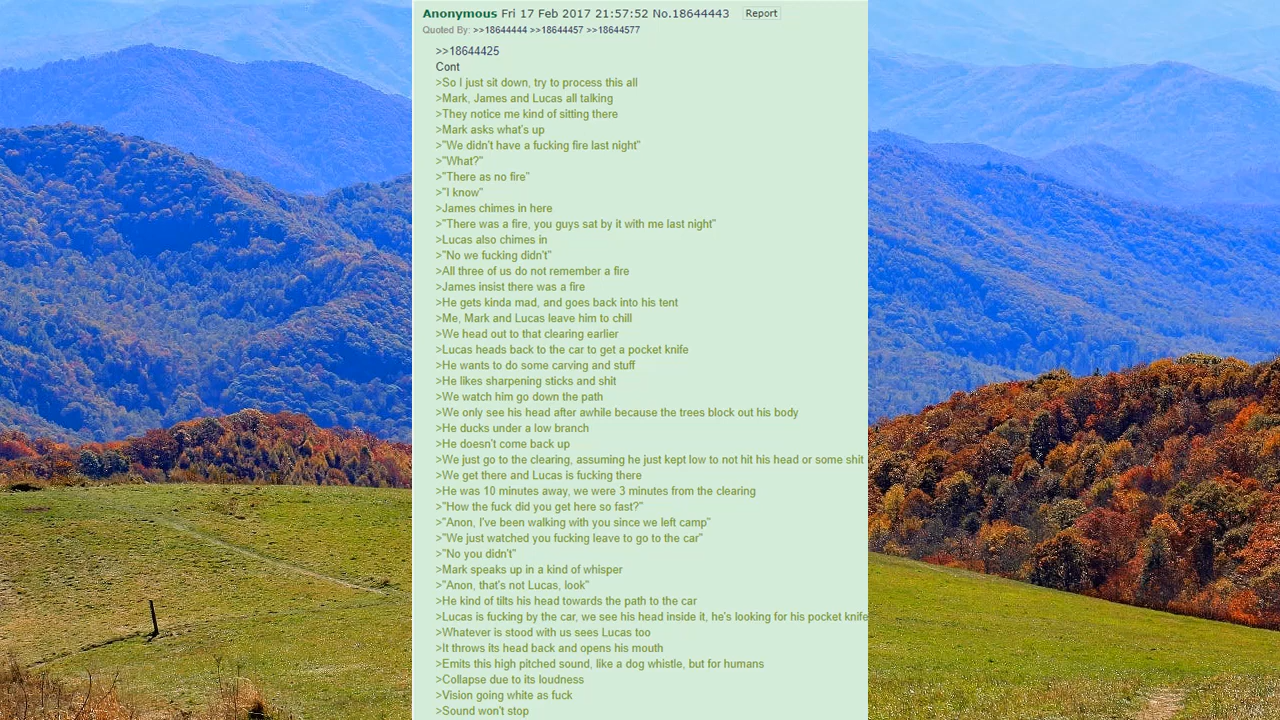 Anonymous Fri 17 Feb 2017 21:57:52 No.18644443 Report
Quoted By: >>18644444 >>18644457 >>18644577
>>18644425
Cont
>So I just sit down, try to process this all
>Mark, James and Lucas all talking
>They notice me kind of sitting there
>Mark asks what's up
>"We didn't have a fucking fire last night"
>"What?"
>"There as no fire"
>"I know"
>James chimes in here
>"There was a fire, you guys sat by it with me last night"
>Lucas also chimes in
>"No we fucking didn't"
>All three of us do not remember a fire
>James insist there was a fire
>He gets kinda mad, and goes back into his tent
>Me, Mark and Lucas leave him to chill
>We head out to that clearing earlier
>Lucas heads back to the car to get a pocket knife
>He wants to do some carving and stuff
>He likes sharpening sticks and shit
>We watch him go down the path
>We only see his head after awhile because the trees block out his body
>He ducks under a low branch
>He doesn't come back up
>We just go to the clearing, assuming he just kept low to not hit his head or some shit
>We get there and Lucas is fucking there
>He was 10 minutes away, we were 3 minutes from the clearing
>"How the fuck did you get here so fast?"
>"Anon, I've been walking with you since we left camp"
>"We just watched you fucking leave to go to the car"
>"No you didn't"
>Mark speaks up in a kind of whisper
>"Anon, that's not Lucas, look"
>He kind of tilts his head towards the path to the car
>Lucas is fucking by the car, we see his head inside it, he's looking for his pocket knife
>Whatever is stood with us sees Lucas too
>It throws its head back and opens his mouth
>Emits this high pitched sound, like a dog whistle, but for humans
>Collapse due to its loudness
>Vision going white as fuck
>Sound won't stop